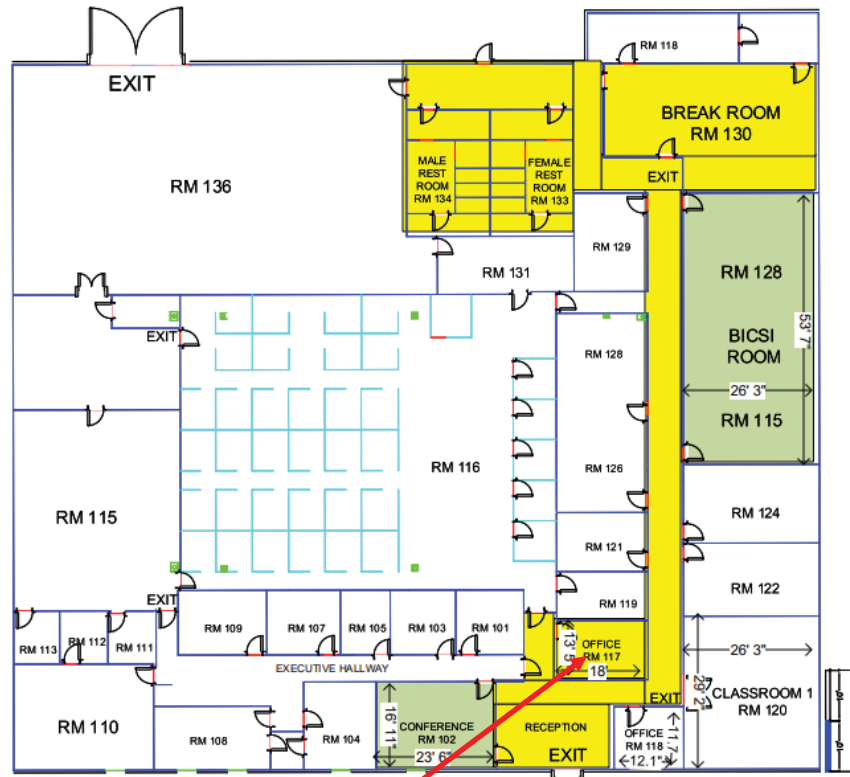 RM 118
EXIT
BREAK ROOM
RM 130
MALE
REST
ROOM
RM 134
FEMALE
REST
ROOM
RM 133
EXIT
RM 136
RM 129
RM 131
RM 128
BICSI
ROOM
53' 7"
26' 3"
RM 115
EXIT
RM 128
RM 116
RM 126
RM 115
RM 124
RM 121
RM 122
EXIT
RM 119
RM 109
RM 107
RM 105
RM 103
RM 101
RM 113
RM 112
RM 111
13' 5"
OFFICE
RM 117
18'
26' 3"
29' 2"
EXECUTIVE HALLWAY
CLASSROOM 1
RM 120
EXIT
RM 110
RM 108
RM 104
16' 11"
CONFERENCE
RM 102
23' 6"
RECEPTION
EXIT
OFFICE
RM 118
11.7'
12.1"